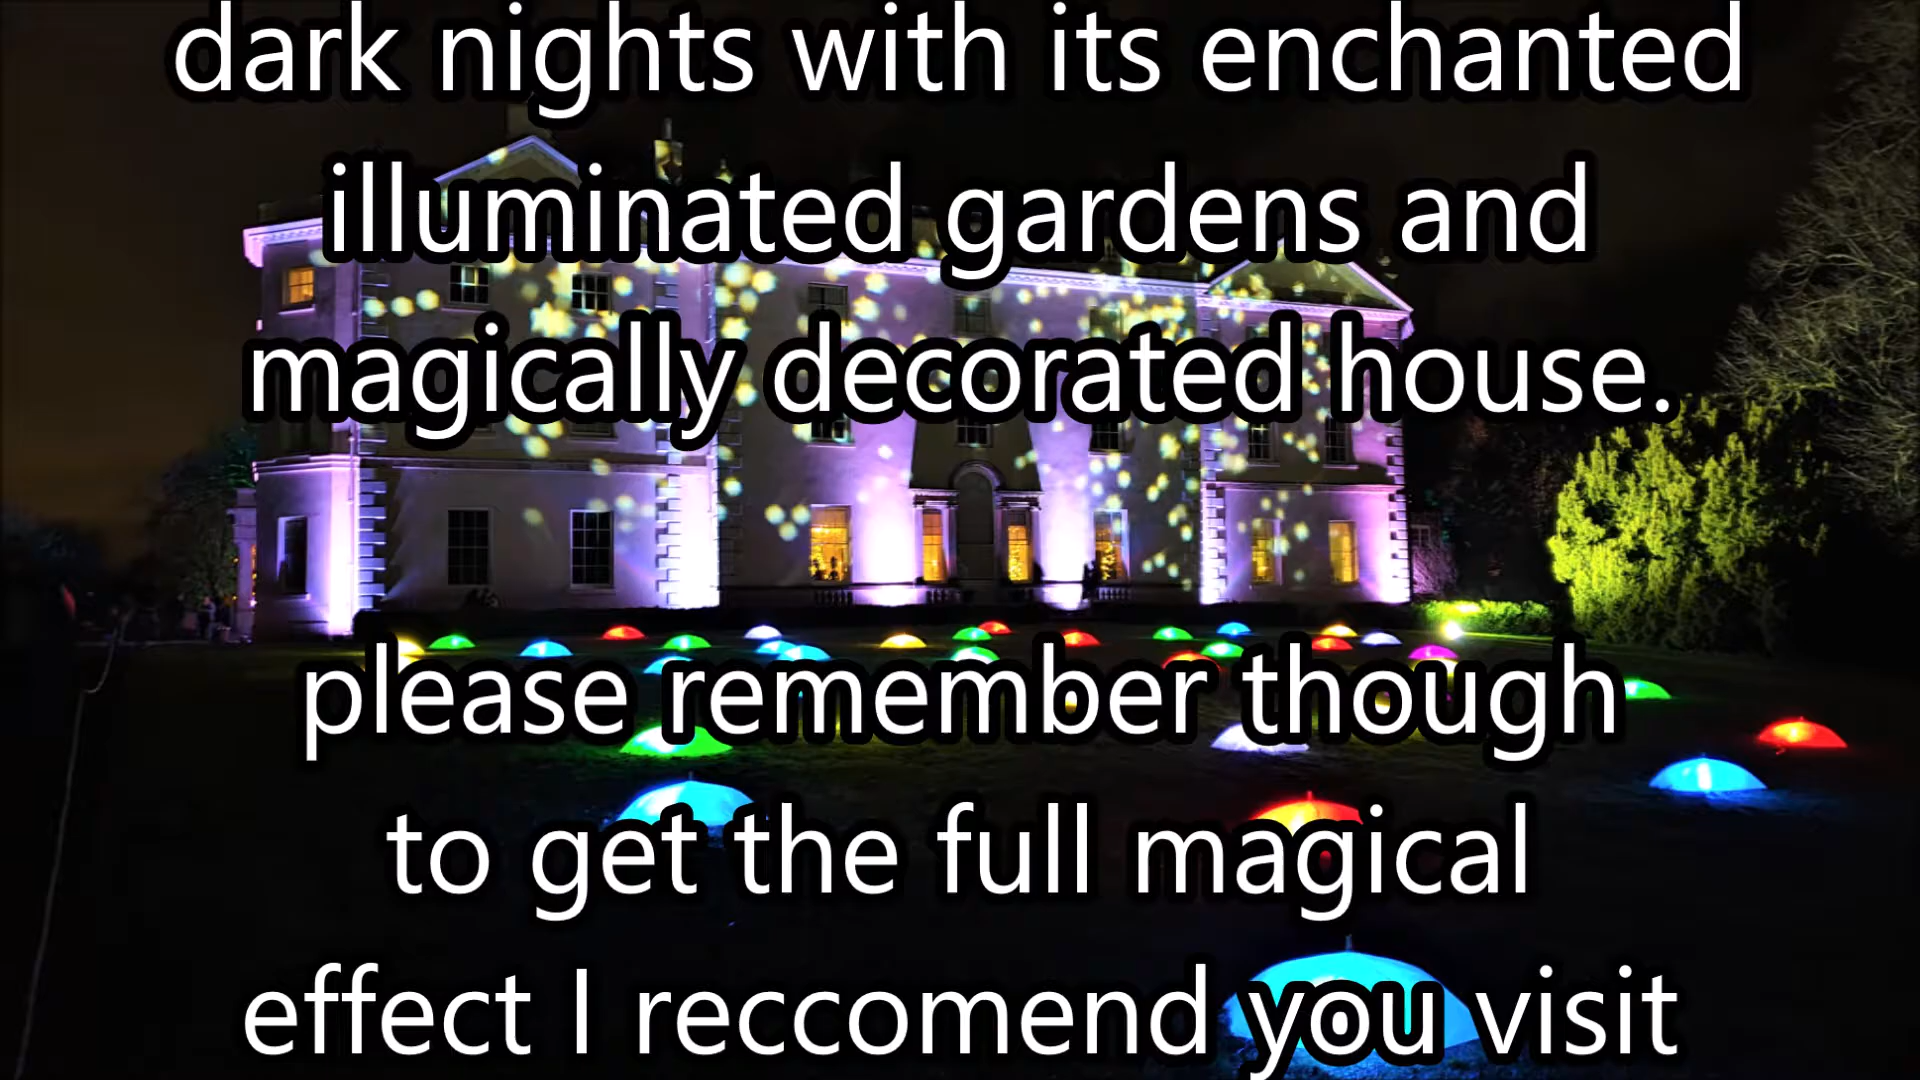 dark nights with its enchanted
illuminated gardens and
magically decorated house.
please remember though
to get the full magical
effect I reccomend you visit